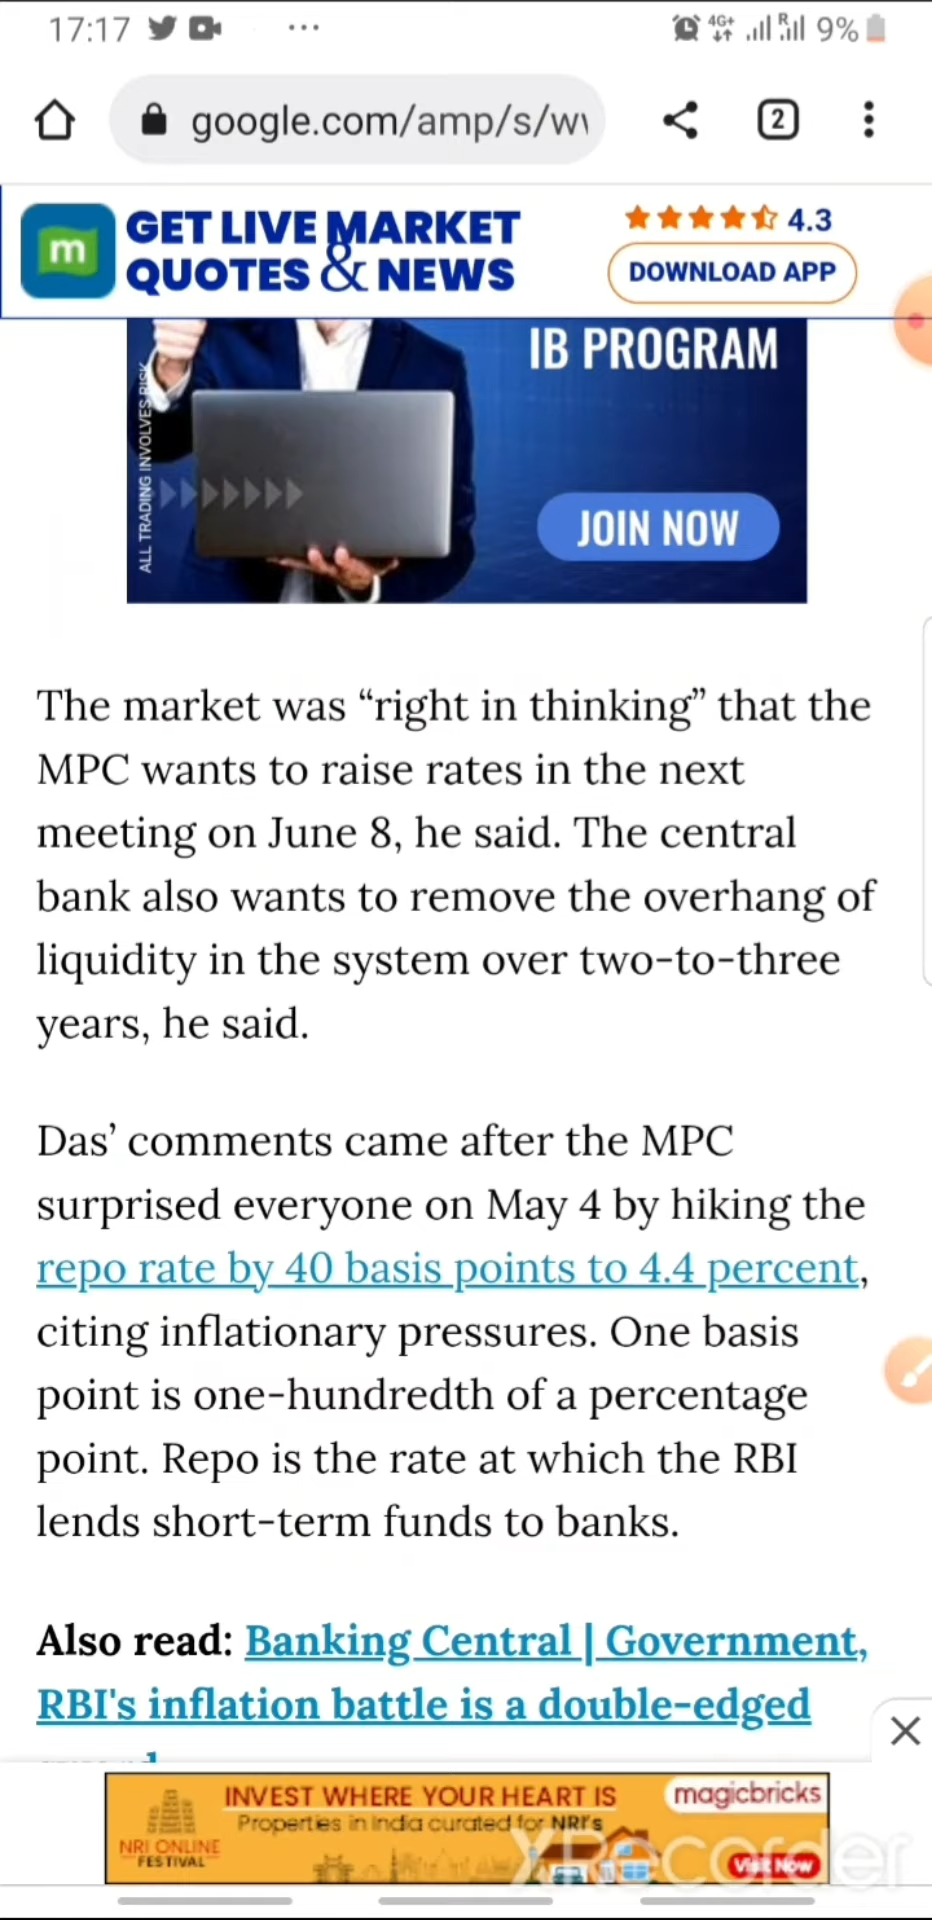 17:17 ... 4G+ R 9%
google.com/amp/s/w
2
m
GET LIVE MARKET
QUOTES & NEWS
4.3
DOWNLOAD APP
IB PROGRAM
ALL TRADING INVOLVES RISK
JOIN NOW
The market was “right in thinking” that the
MPC wants to raise rates in the next
meeting on June 8, he said. The central
bank also wants to remove the overhang of
liquidity in the system over two-to-three
years, he said.
Das’ comments came after the MPC
surprised everyone on May 4 by hiking the
repo rate by 40 basis points to 4.4 percent,
citing inflationary pressures. One basis
point is one-hundredth of a percentage
point. Repo is the rate at which the RBI
lends short-term funds to banks.
Also read: Banking Central | Government,
RBI's inflation battle is a double-edged
INVEST WHERE YOUR HEART IS
Properties in India curated for NRI's
NRI ONLINE
FESTIVAL
magicbricks
Visit Now
XRecorder